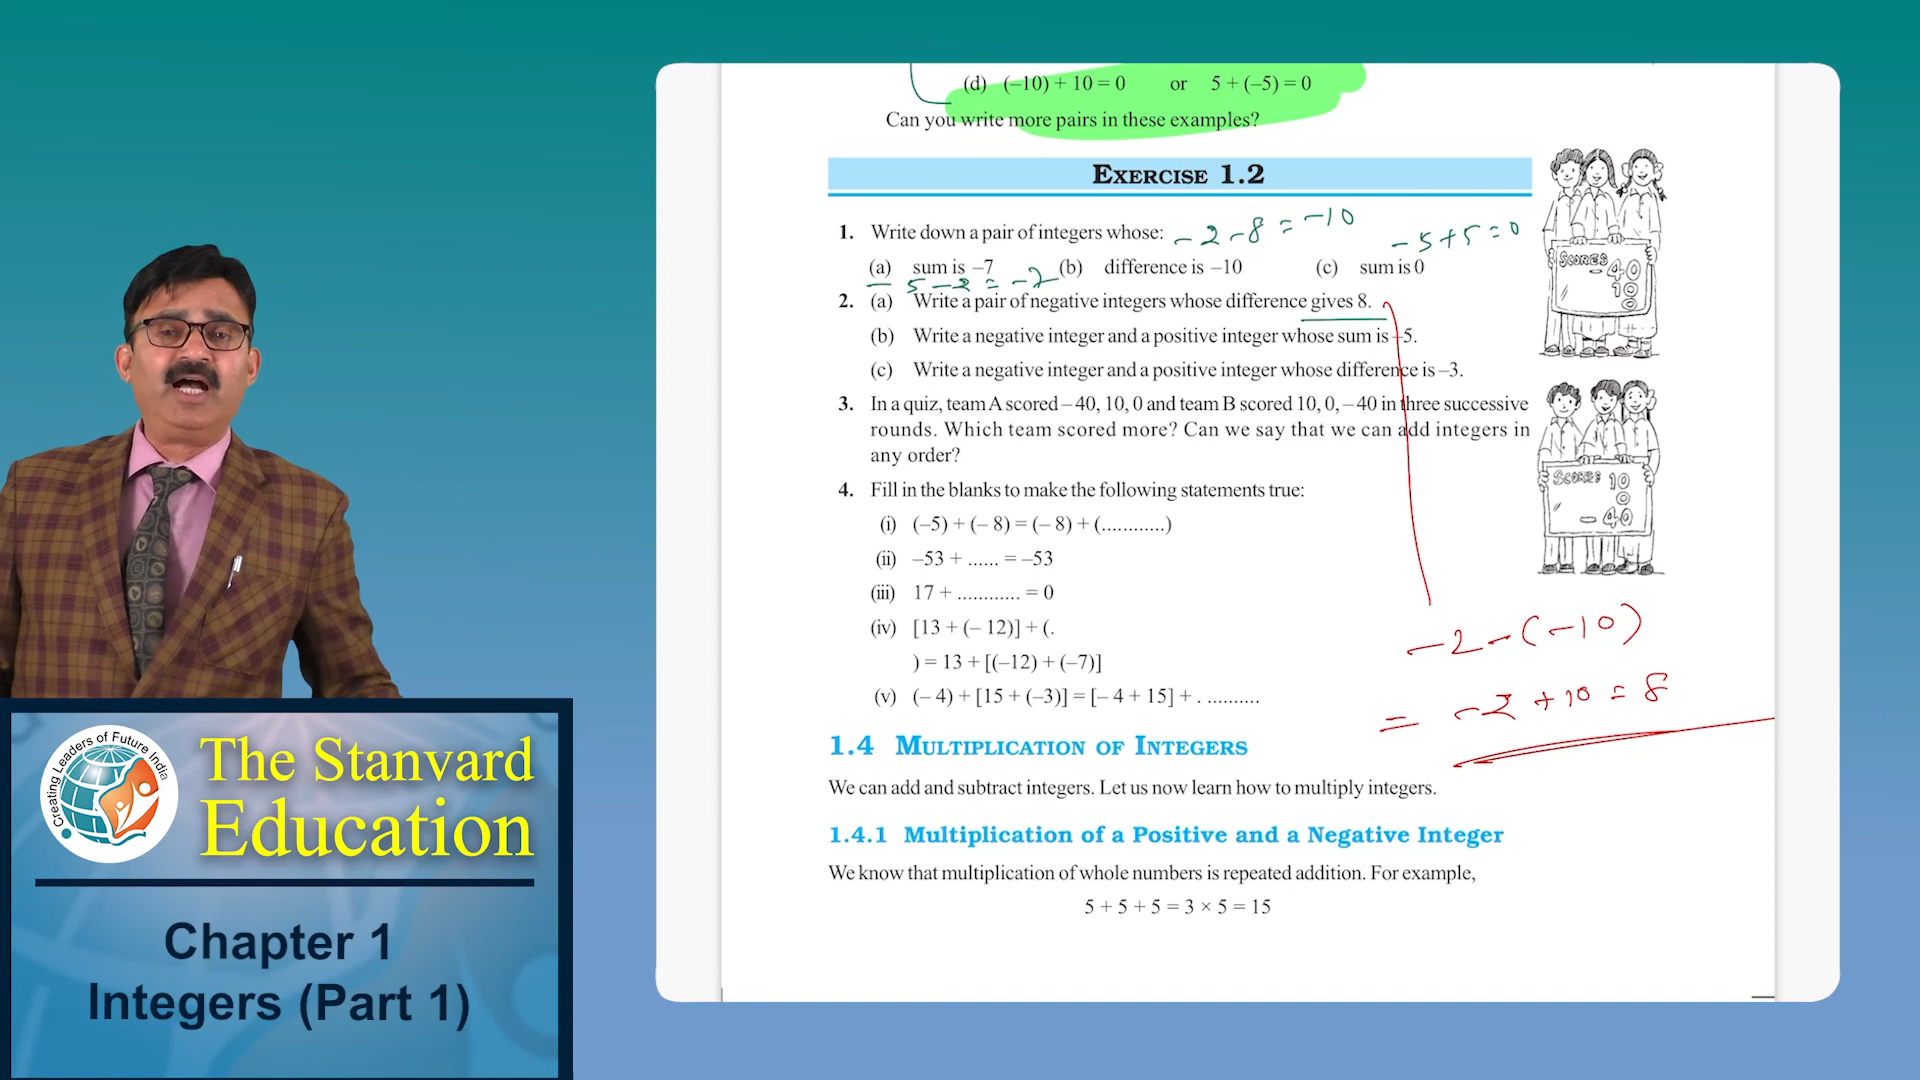 (d) (–10) + 10 = 0 or 5 + (–5) = 0
Can you write more pairs in these examples?
EXERCISE 1.2
1. Write down a pair of integers whose: -2-8=-10 -5+5=0
(a) sum is –7 (b) difference is –10 (c) sum is 0
-5-2=-7
2. (a) Write a pair of negative integers whose difference gives 8.
(b) Write a negative integer and a positive integer whose sum is –5.
(c) Write a negative integer and a positive integer whose difference is –3.
3. In a quiz, team A scored – 40, 10, 0 and team B scored 10, 0, – 40 in three successive
rounds. Which team scored more? Can we say that we can add integers in
any order?
4. Fill in the blanks to make the following statements true:
(i) (–5) + (– 8) = (– 8) + (............)
(ii) –53 + ...... = –53
(iii) 17 + ............ = 0
(iv) [13 + (– 12)] + (.
) = 13 + [(–12) + (–7)]
(v) (– 4) + [15 + (–3)] = [– 4 + 15] + . ..........
-2-(-10)
= -2+10=8
1.4 MULTIPLICATION OF INTEGERS
We can add and subtract integers. Let us now learn how to multiply integers.
1.4.1 Multiplication of a Positive and a Negative Integer
We know that multiplication of whole numbers is repeated addition. For example,
5 + 5 + 5 = 3 × 5 = 15
SCORES
-40
10
0
SCORES 10
0
-40
Creating Leaders of Future India
The Stanvard
Education
Chapter 1
Integers (Part 1)